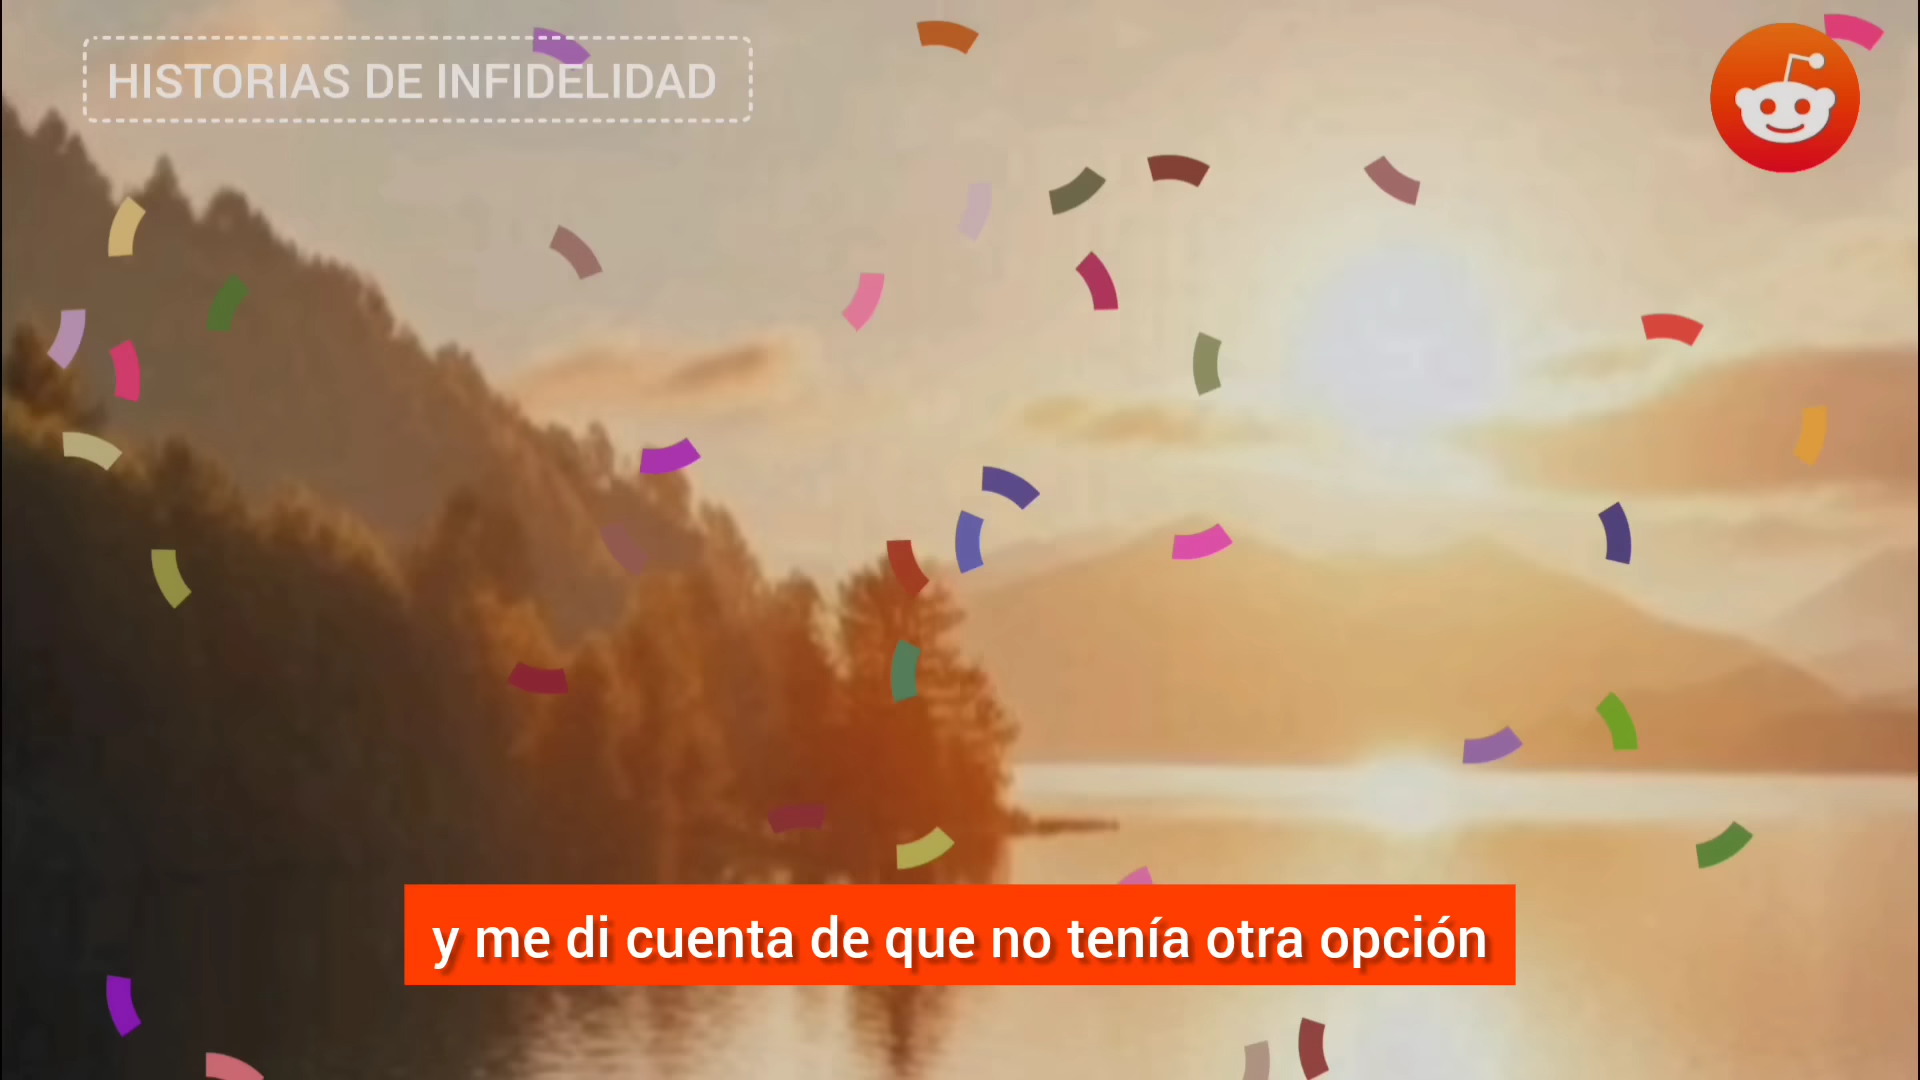 HISTORIAS DE INFIDELIDAD
y me di cuenta de que no tenía otra opción